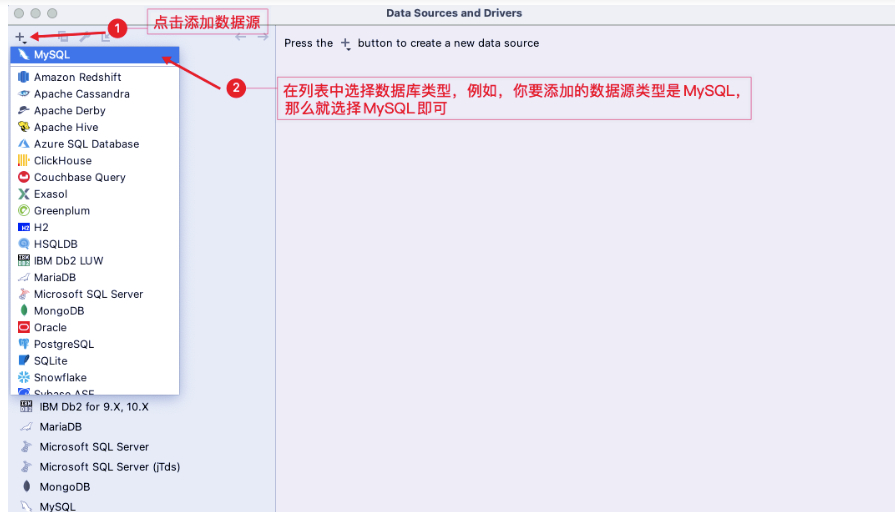 Data Sources and Drivers
1
点击添加数据源
Press the + button to create a new data source
MySQL
2
在列表中选择数据库类型，例如，你要添加的数据源类型是MySQL，
那么就选择MySQL即可
Amazon Redshift
Apache Cassandra
Apache Derby
Apache Hive
Azure SQL Database
ClickHouse
Couchbase Query
Exasol
Greenplum
H2
HSQLDB
IBM Db2 LUW
MariaDB
Microsoft SQL Server
MongoDB
Oracle
PostgreSQL
SQLite
Snowflake
Sybase ASE
IBM Db2 for 9.X, 10.X
MariaDB
Microsoft SQL Server
Microsoft SQL Server (jTds)
MongoDB
MySQL